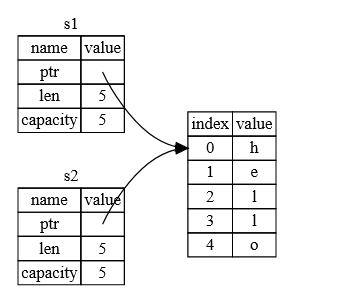 s1
name value
ptr
len 5
capacity 5
s2
name value
ptr
len 5
capacity 5
index value
0 h
1 e
2 l
3 l
4 o